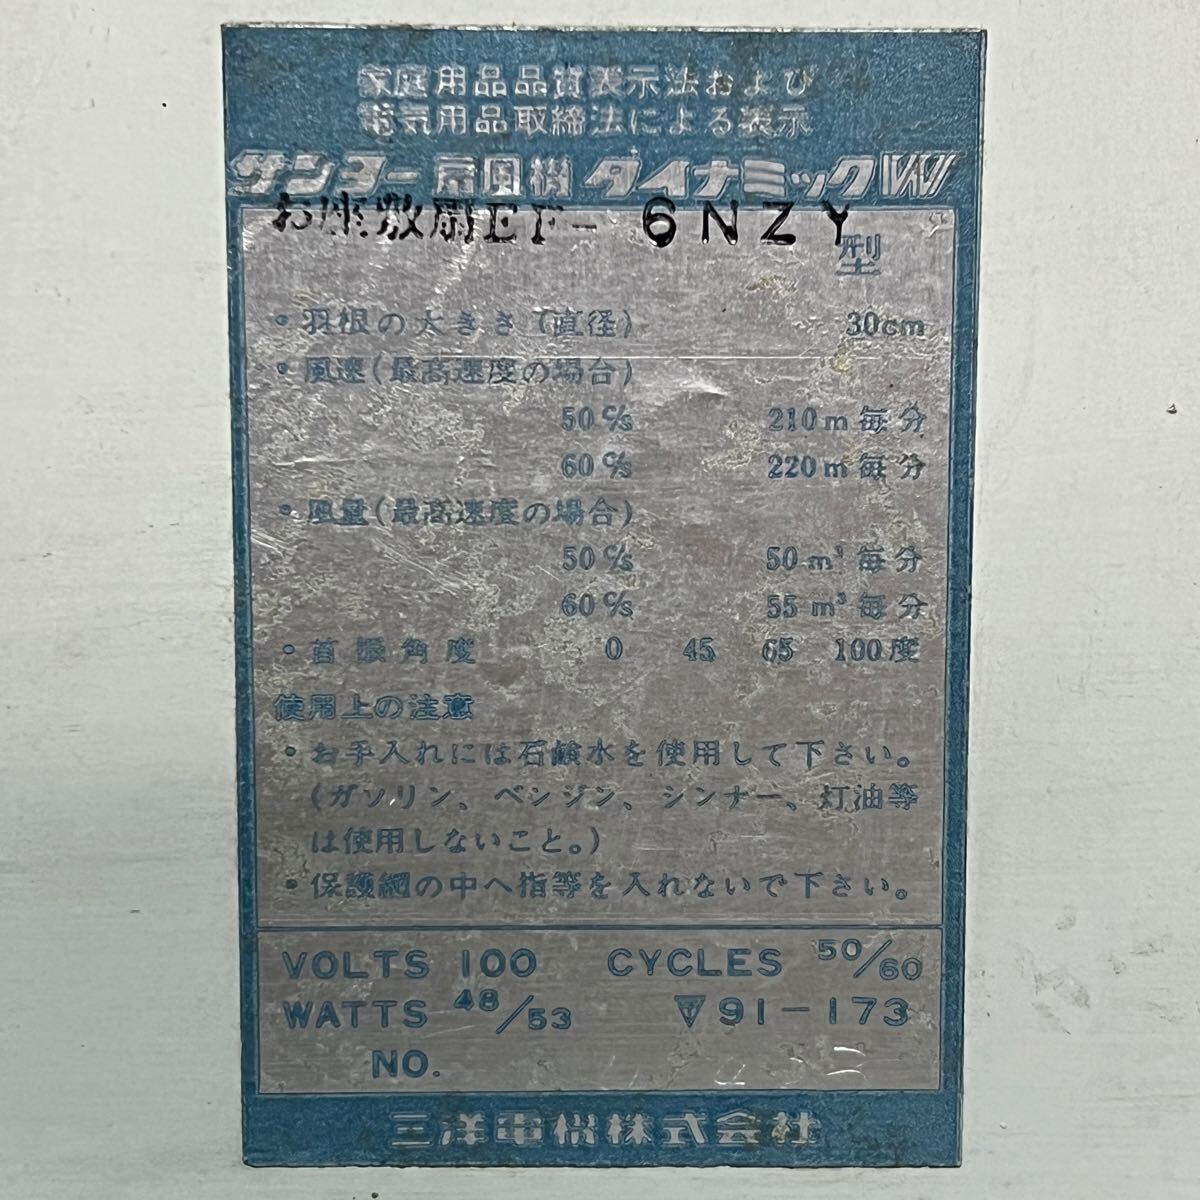 家庭用品品質表示法および
電気用品取締法による表示
サンヨー扇風機 ダイナミックW
お座敷扇EF-6NZY
型
・羽根の大きさ(直径) 30cm
・風速(最高速度の場合)
50 c/s 210m毎分
60 c/s 220m毎分
・風量(最高速度の場合)
50 c/s 50m³毎分
60 c/s 55m³毎分
・首振角度 0 45 65 100度
使用上の注意
・お手入れには石鹸水を使用して下さい。
(ガソリン、ベンジン、シンナー、灯油等
は使用しないこと。)
・保護網の中へ指等を入れないで下さい。
VOLTS 100 CYCLES 50/60
WATTS 48/53 ▽91-173
NO.
三洋電機株式会社